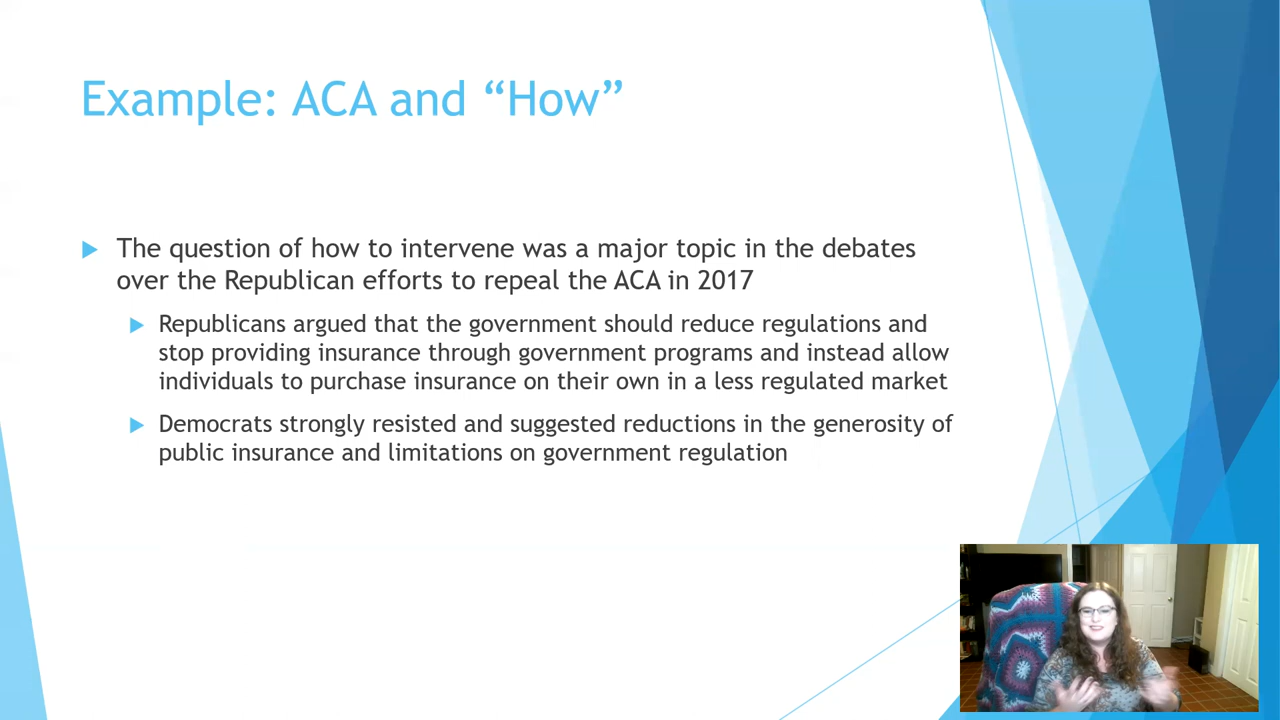 Example: ACA and “How”
The question of how to intervene was a major topic in the debates
over the Republican efforts to repeal the ACA in 2017
Republicans argued that the government should reduce regulations and
stop providing insurance through government programs and instead allow
individuals to purchase insurance on their own in a less regulated market
Democrats strongly resisted and suggested reductions in the generosity of
public insurance and limitations on government regulation